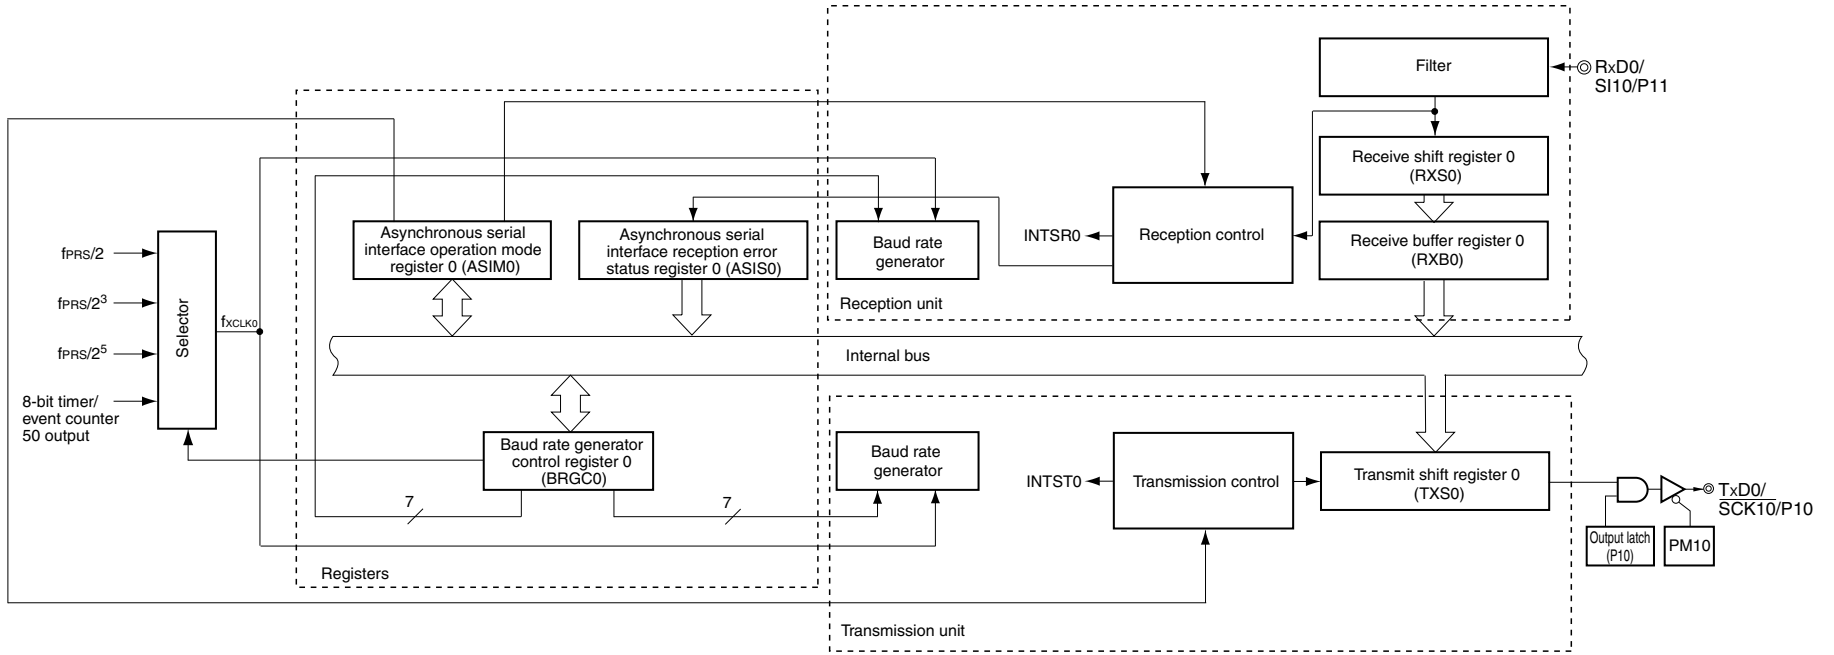 Filter
RxD0/
SI10/P11
Receive shift register 0
(RXS0)
Asynchronous serial
interface operation mode
register 0 (ASIM0)
Asynchronous serial
interface reception error
status register 0 (ASIS0)
Baud rate
generator
INTSR0
Reception control
Receive buffer register 0
(RXB0)
Reception unit
fPRS/2
fPRS/2³
fPRS/2⁵
8-bit timer/
event counter
50 output
Selector
fXCLK0
Internal bus
Baud rate generator
control register 0
(BRGC0)
7
7
Baud rate
generator
INTST0
Transmission control
Transmit shift register 0
(TXS0)
TxD0/
SCK10/P10
Output latch
(P10)
PM10
Registers
Transmission unit